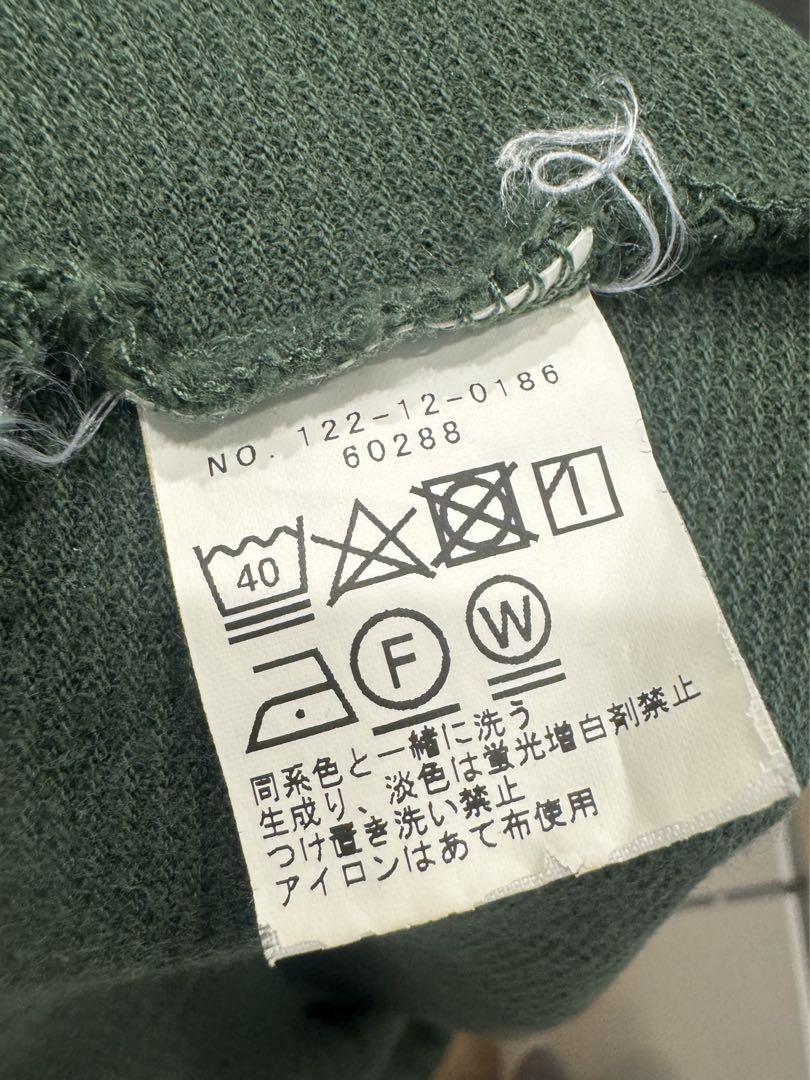 NO. 122-12-0186
60288
40
F W
同系色と一緒に洗う
生成り、淡色は蛍光増白剤禁止
つけ置き洗い禁止
アイロンはあて布使用